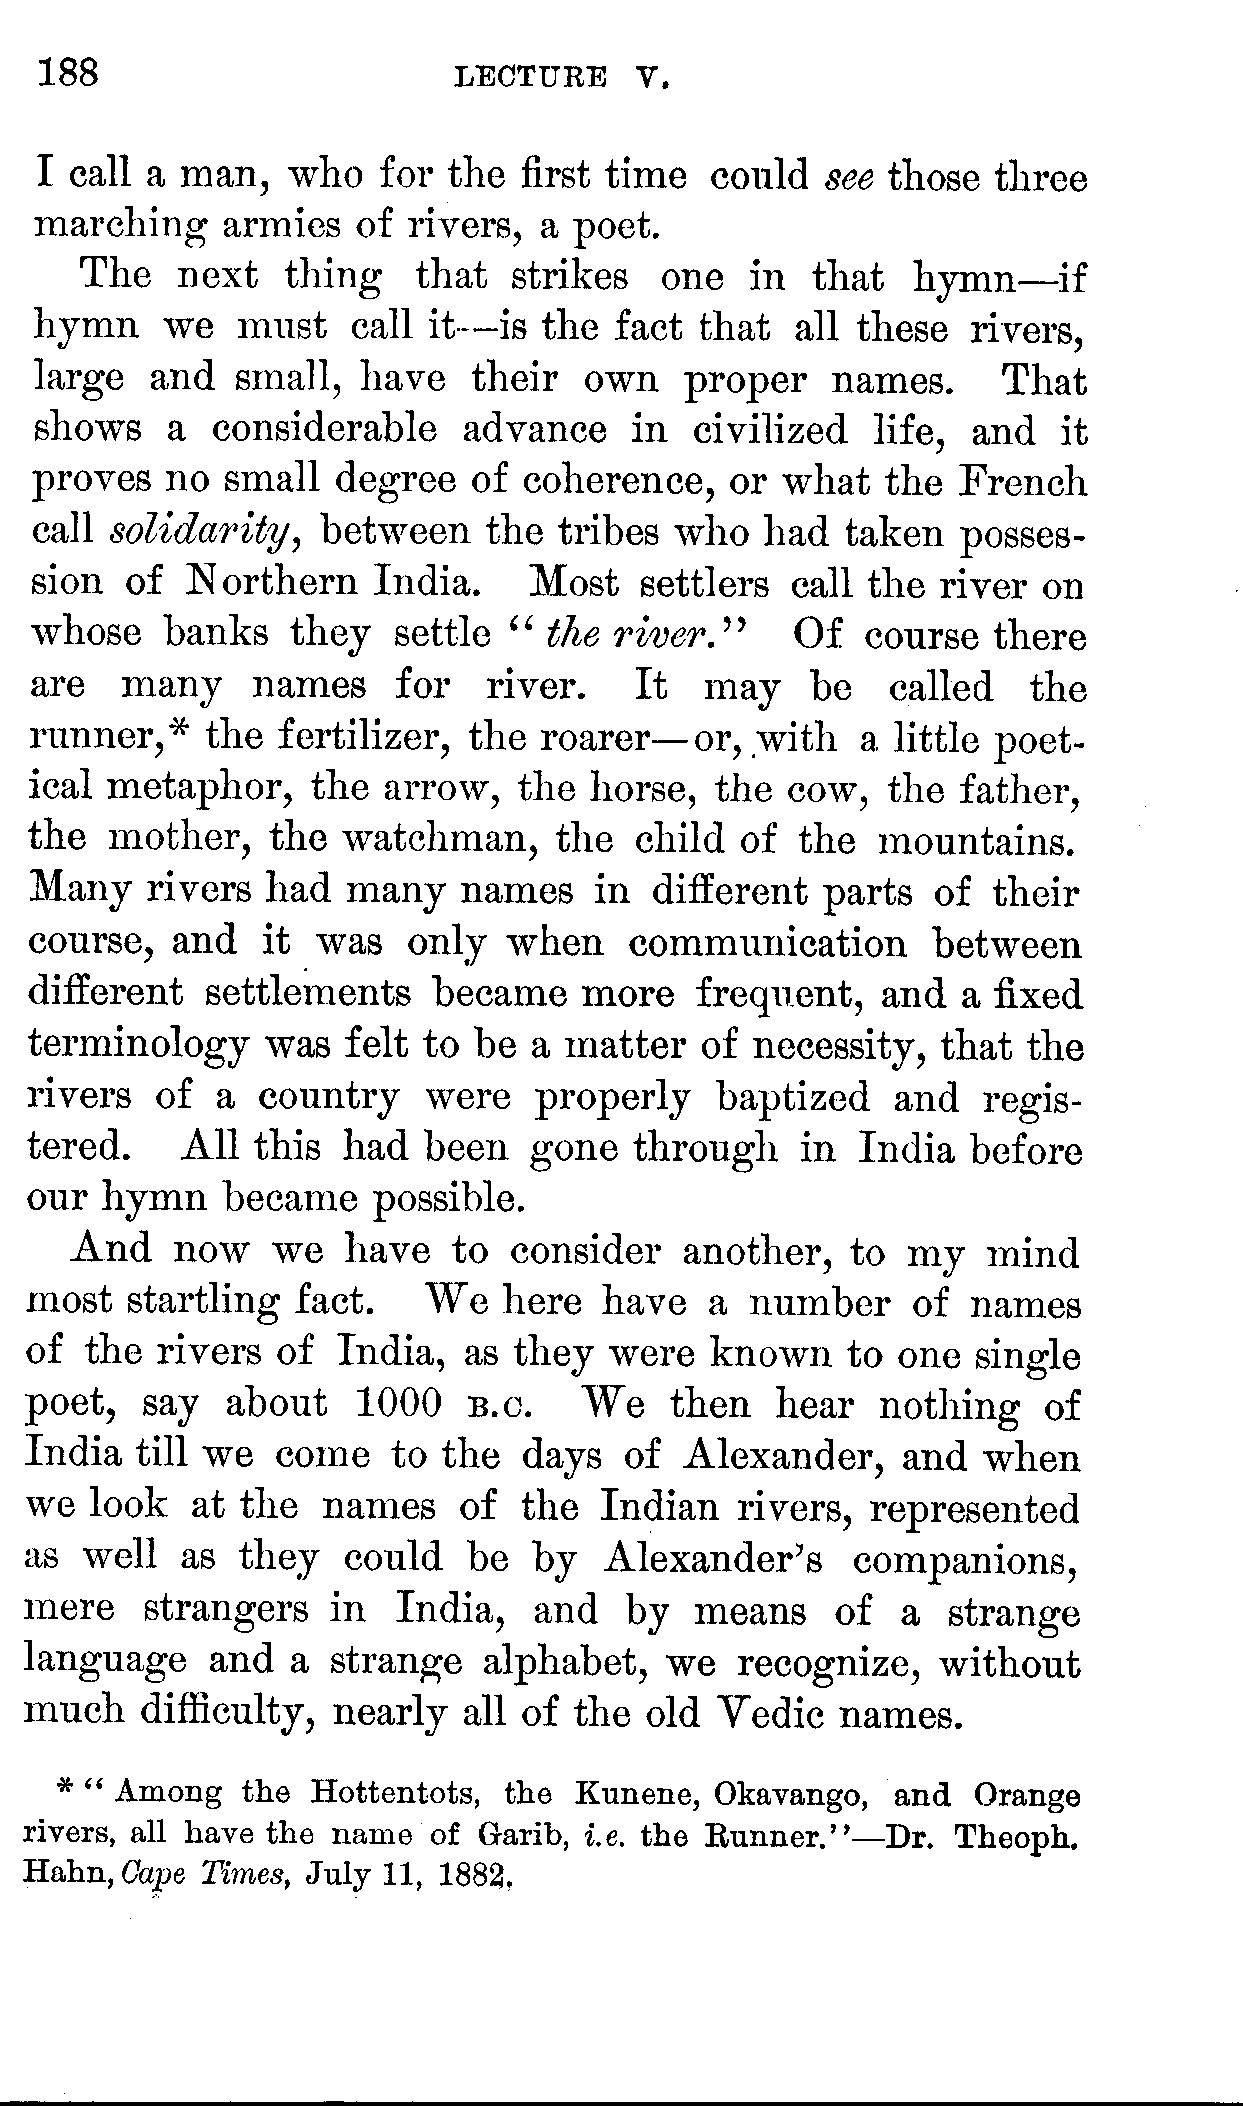 188 LECTURE V.
I call a man, who for the first time could see those three
marching armies of rivers, a poet.
The next thing that strikes one in that hymn—if
hymn we must call it—is the fact that all these rivers,
large and small, have their own proper names. That
shows a considerable advance in civilized life, and it
proves no small degree of coherence, or what the French
call solidarity, between the tribes who had taken posses-
sion of Northern India. Most settlers call the river on
whose banks they settle “ the river.” Of course there
are many names for river. It may be called the
runner,* the fertilizer, the roarer—or, with a little poet-
ical metaphor, the arrow, the horse, the cow, the father,
the mother, the watchman, the child of the mountains.
Many rivers had many names in different parts of their
course, and it was only when communication between
different settlements became more frequent, and a fixed
terminology was felt to be a matter of necessity, that the
rivers of a country were properly baptized and regis-
tered. All this had been gone through in India before
our hymn became possible.
And now we have to consider another, to my mind
most startling fact. We here have a number of names
of the rivers of India, as they were known to one single
poet, say about 1000 B.C. We then hear nothing of
India till we come to the days of Alexander, and when
we look at the names of the Indian rivers, represented
as well as they could be by Alexander’s companions,
mere strangers in India, and by means of a strange
language and a strange alphabet, we recognize, without
much difficulty, nearly all of the old Vedic names.
* “ Among the Hottentots, the Kunene, Okavango, and Orange
rivers, all have the name of Garib, i.e. the Runner.”—Dr. Theoph.
Hahn, Cape Times, July 11, 1882.